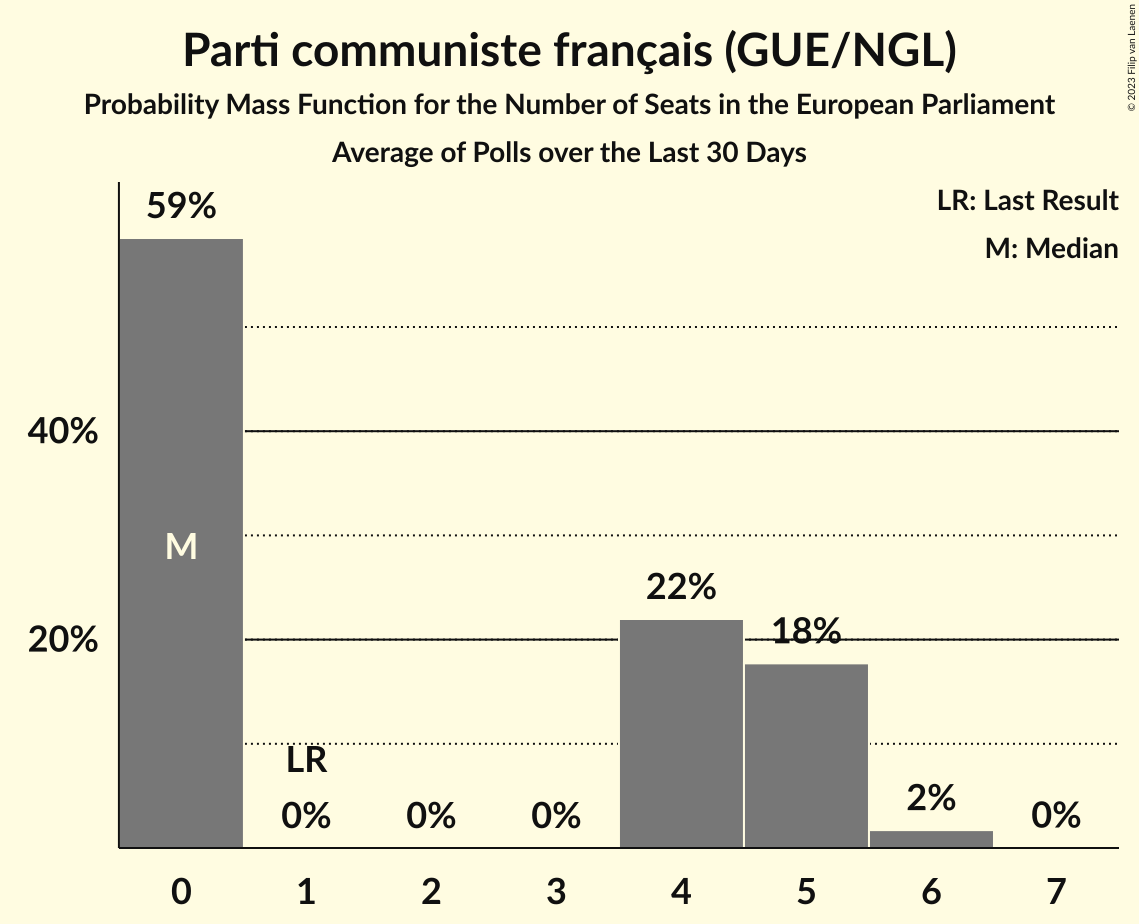 Parti communiste français (GUE/NGL)
Probability Mass Function for the Number of Seats in the European Parliament
Average of Polls over the Last 30 Days
© 2023 Filip van Laenen
LR: Last Result
M: Median
59%
40%
M
22%
20%
18%
LR
0%
0%
0%
2%
0%
0 1 2 3 4 5 6 7